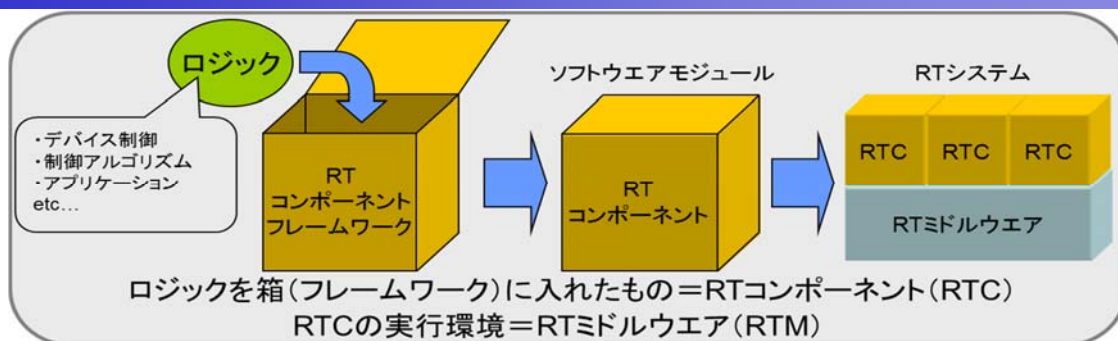 ロジック
・デバイス制御
・制御アルゴリズム
・アプリケーション
etc…
RT
コンポーネント
フレームワーク
ソフトウエアモジュール
RT
コンポーネント
RTシステム
RTC
RTC
RTC
RTミドルウエア
ロジックを箱(フレームワーク)に入れたもの=RTコンポーネント(RTC)
RTCの実行環境=RTミドルウエア(RTM)